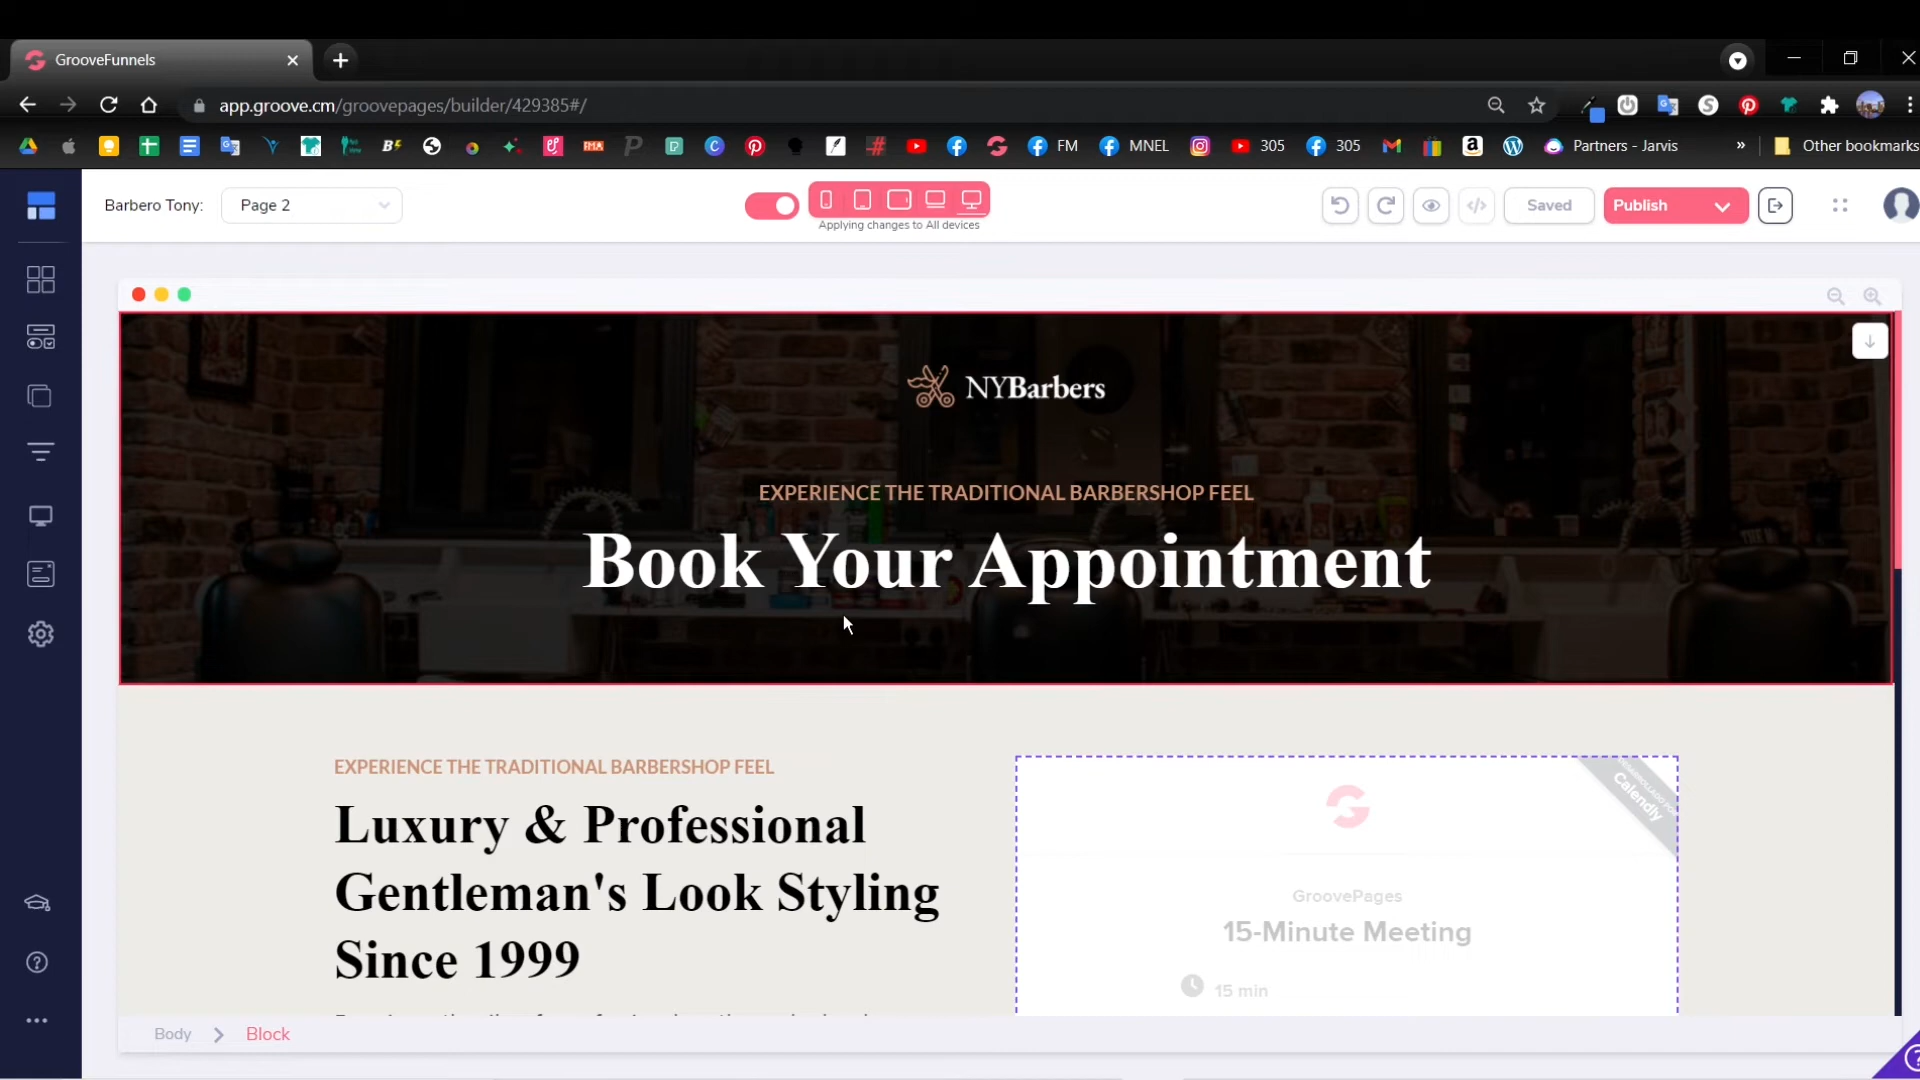 GrooveFunnels
app.groove.cm/groovepages/builder/429385#/
FM
MNEL
305
305
Partners - Jarvis
»
Other bookmarks
Barbero Tony:
Page 2
Applying changes to All devices
Saved
Publish
NYBarbers
EXPERIENCE THE TRADITIONAL BARBERSHOP FEEL
Book Your Appointment
EXPERIENCE THE TRADITIONAL BARBERSHOP FEEL
Luxury & Professional
Gentleman's Look Styling
Since 1999
Calendly
GroovePages
15-Minute Meeting
15 min
Body
Block